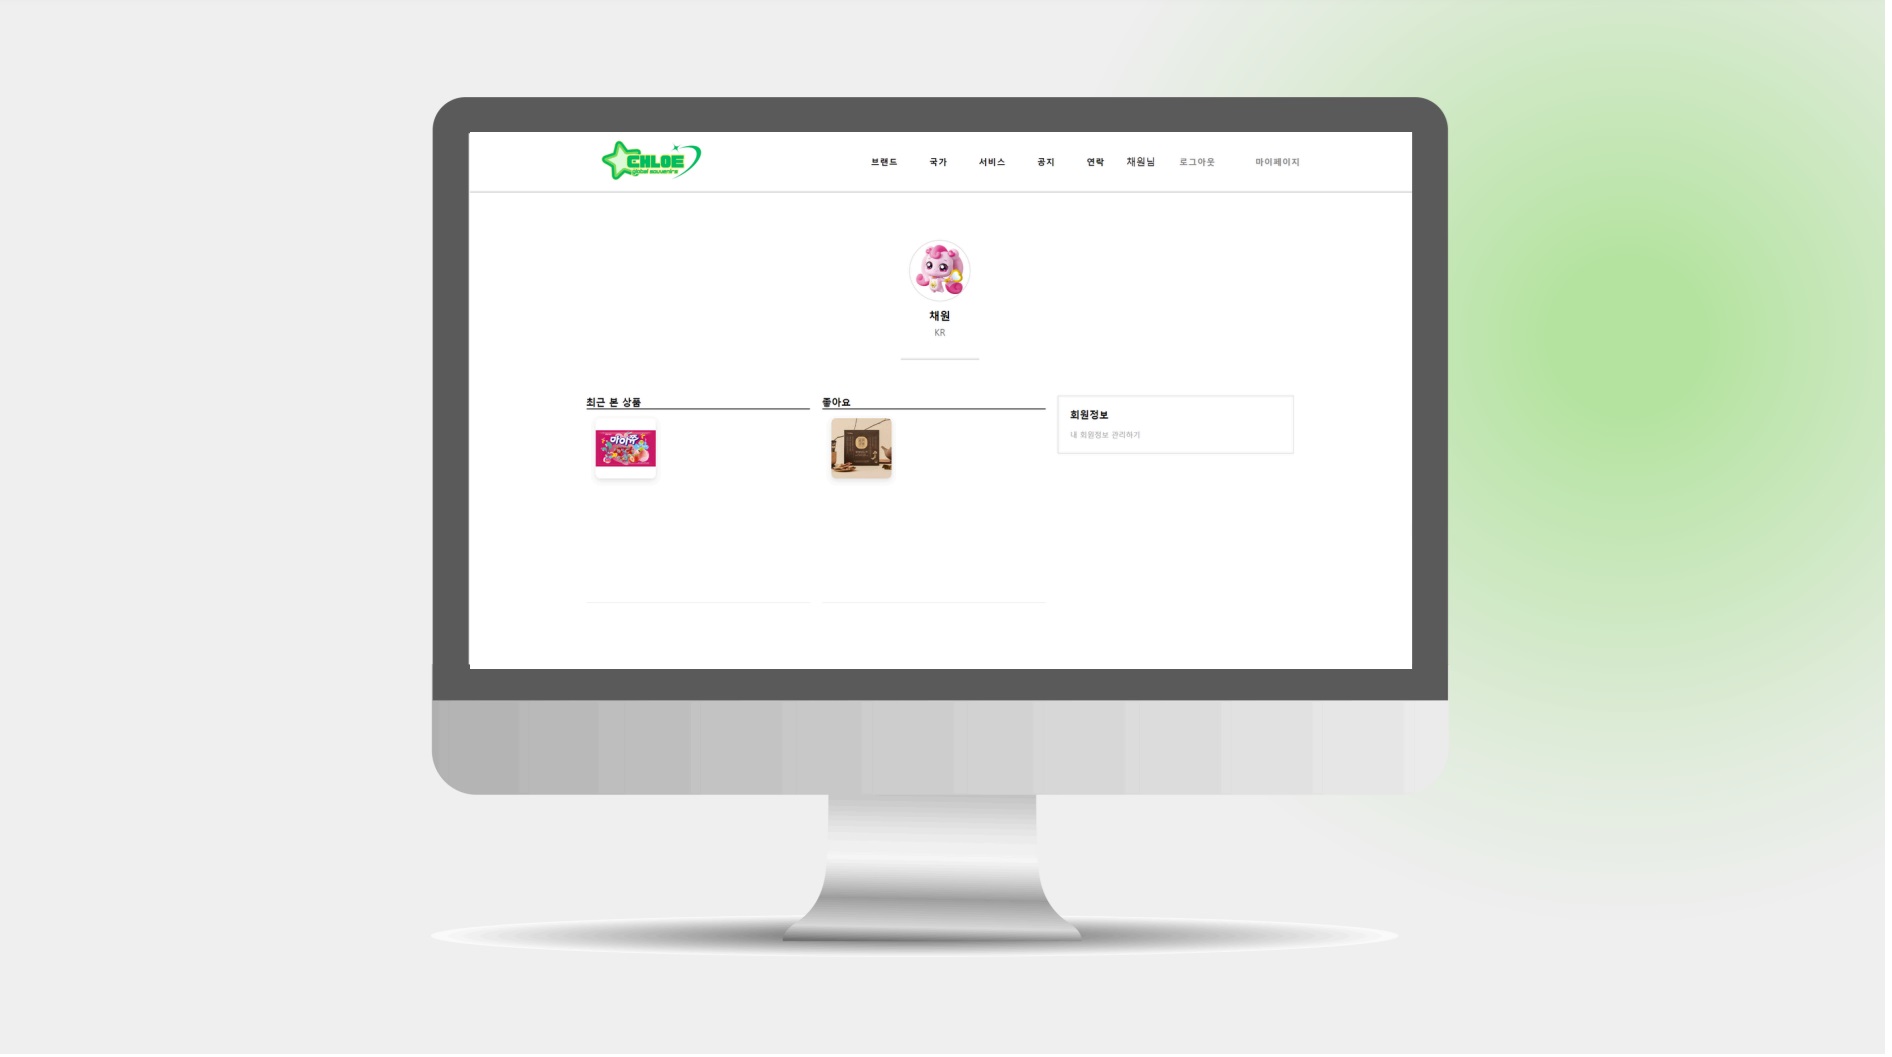 CHLOE
global souvenirs
브랜드 국가 서비스 공지 연락 채원님 로그아웃 마이페이지
채원
KR
최근 본 상품
좋아요
회원정보
내 회원정보 관리하기
아이쮸